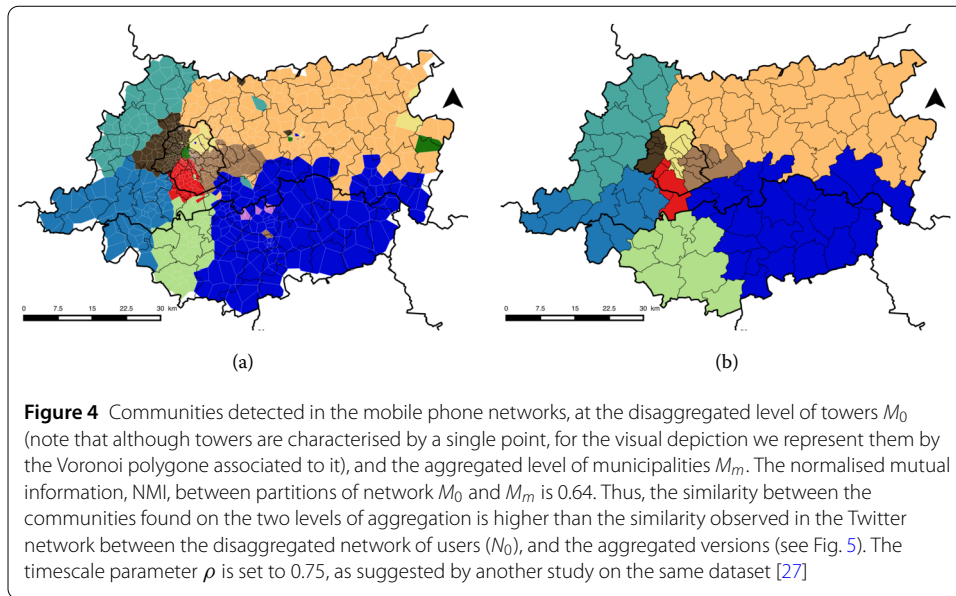 0 7.5 15 22.5 30 km
0 7.5 15 22.5 30 km
(a) (b)
Figure 4 Communities detected in the mobile phone networks, at the disaggregated level of towers M₀
(note that although towers are characterised by a single point, for the visual depiction we represent them by
the Voronoi polygone associated to it), and the aggregated level of municipalities Mₘ. The normalised mutual
information, NMI, between partitions of network M₀ and Mₘ is 0.64. Thus, the similarity between the
communities found on the two levels of aggregation is higher than the similarity observed in the Twitter
network between the disaggregated network of users (N₀), and the aggregated versions (see Fig. 5). The
timescale parameter ρ is set to 0.75, as suggested by another study on the same dataset [27]